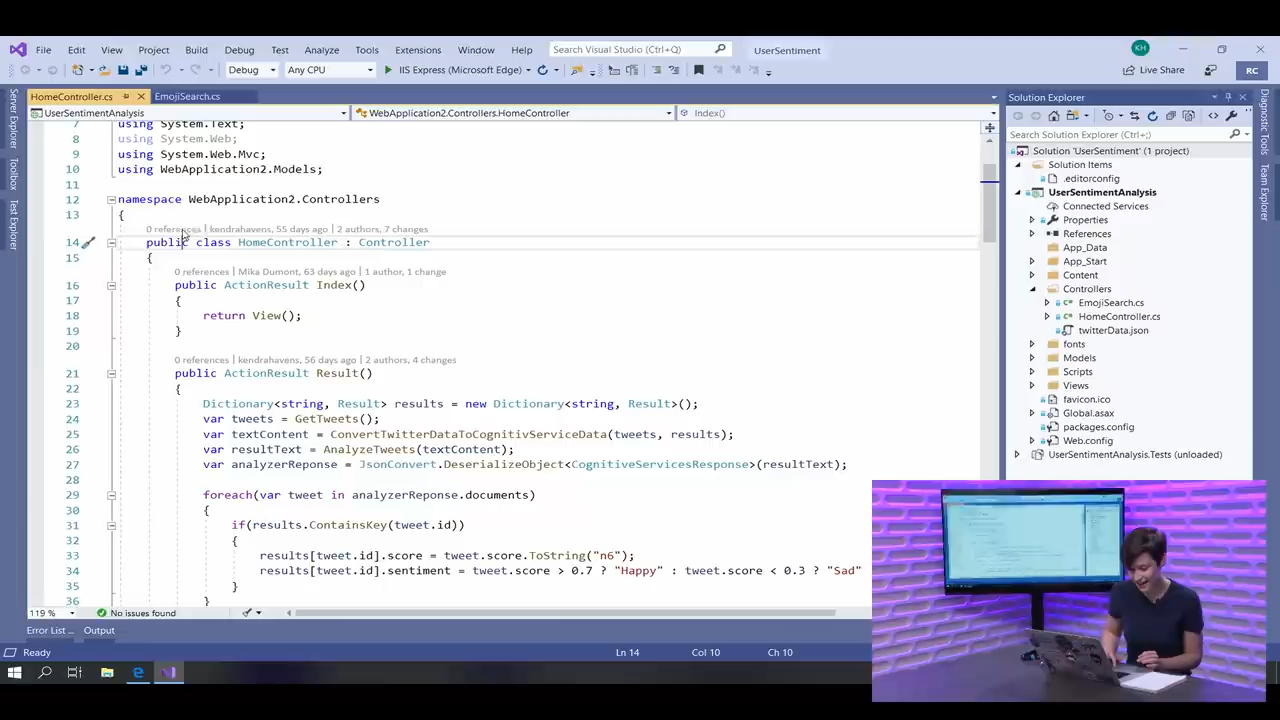 File Edit View Project Build Debug Test Analyze Tools Extensions Window Help Search Visual Studio (Ctrl+Q) UserSentiment KH
Debug Any CPU IIS Express (Microsoft Edge) Live Share RC
HomeController.cs EmojiSearch.cs
UserSentimentAnalysis WebApplication2.Controllers.HomeController Index()
Server Explorer
Toolbox
Test Explorer
7 using System.Text;
8 using System.Web;
9 using System.Web.Mvc;
10 using WebApplication2.Models;
11
12 namespace WebApplication2.Controllers
13 {
0 references | kendrahavens, 55 days ago | 2 authors, 7 changes
14 public class HomeController : Controller
15 {
0 references | Mika Dumont, 63 days ago | 1 author, 1 change
16 public ActionResult Index()
17 {
18 return View();
19 }
20
0 references | kendrahavens, 56 days ago | 2 authors, 4 changes
21 public ActionResult Result()
22 {
23 Dictionary<string, Result> results = new Dictionary<string, Result>();
24 var tweets = GetTweets();
25 var textContent = ConvertTwitterDataToCognitivServiceData(tweets, results);
26 var resultText = AnalyzeTweets(textContent);
27 var analyzerReponse = JsonConvert.DeserializeObject<CognitiveServicesResponse>(resultText);
28
29 foreach(var tweet in analyzerReponse.documents)
30 {
31 if(results.ContainsKey(tweet.id))
32 {
33 results[tweet.id].score = tweet.score.ToString("n6");
34 results[tweet.id].sentiment = tweet.score > 0.7 ? "Happy" : tweet.score < 0.3 ? "Sad"
35 }
36 }
119 % No issues found
Error List ... Output
Ready Ln 14 Col 10 Ch 10
Solution Explorer
Search Solution Explorer (Ctrl+;)
Solution 'UserSentiment' (1 project)
Solution Items
.editorconfig
UserSentimentAnalysis
Connected Services
Properties
References
App_Data
App_Start
Content
Controllers
EmojiSearch.cs
HomeController.cs
twitterData.json
fonts
Models
Scripts
Views
favicon.ico
Global.asax
packages.config
Web.config
UserSentimentAnalysis.Tests (unloaded)
Diagnostic Tools
Team Explorer